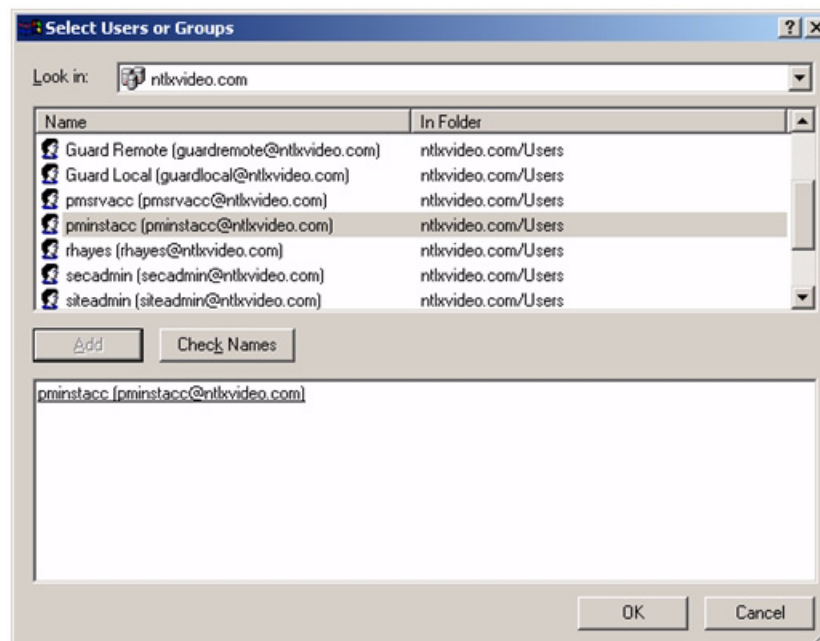 Select Users or Groups
Look in: ntlxvideo.com
Name In Folder
Guard Remote (guardremote@ntlxvideo.com) ntlxvideo.com/Users
Guard Local (guardlocal@ntlxvideo.com) ntlxvideo.com/Users
pmsrvacc (pmsrvacc@ntlxvideo.com) ntlxvideo.com/Users
pminstacc (pminstacc@ntlxvideo.com) ntlxvideo.com/Users
rhayes (rhayes@ntlxvideo.com) ntlxvideo.com/Users
secadmin (secadmin@ntlxvideo.com) ntlxvideo.com/Users
siteadmin (siteadmin@ntlxvideo.com) ntlxvideo.com/Users
Add Check Names
pminstacc (pminstacc@ntlxvideo.com)
OK Cancel